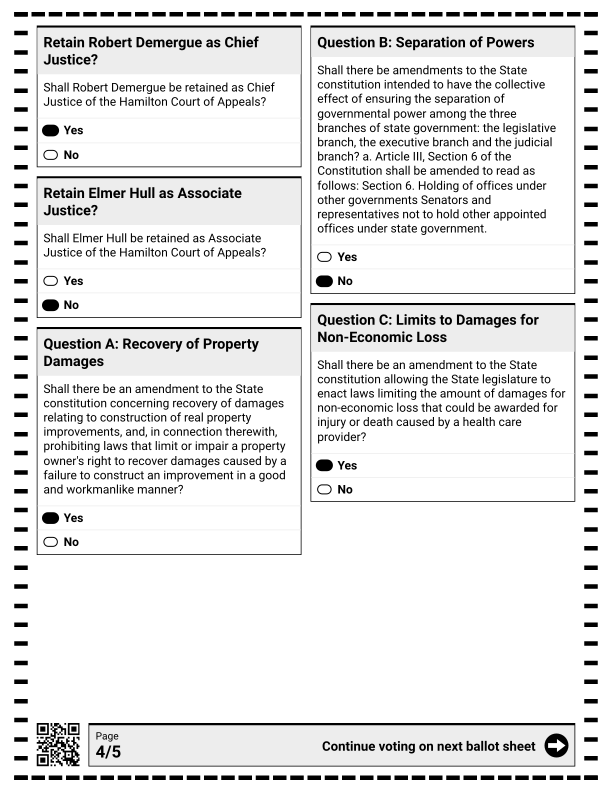 Retain Robert Demergue as Chief
Justice?
Shall Robert Demergue be retained as Chief
Justice of the Hamilton Court of Appeals?
Yes
No
Retain Elmer Hull as Associate
Justice?
Shall Elmer Hull be retained as Associate
Justice of the Hamilton Court of Appeals?
Yes
No
Question A: Recovery of Property
Damages
Shall there be an amendment to the State
constitution concerning recovery of damages
relating to construction of real property
improvements, and, in connection therewith,
prohibiting laws that limit or impair a property
owner's right to recover damages caused by a
failure to construct an improvement in a good
and workmanlike manner?
Yes
No
Question B: Separation of Powers
Shall there be amendments to the State
constitution intended to have the collective
effect of ensuring the separation of
governmental power among the three
branches of state government: the legislative
branch, the executive branch and the judicial
branch? a. Article III, Section 6 of the
Constitution shall be amended to read as
follows: Section 6. Holding of offices under
other governments Senators and
representatives not to hold other appointed
offices under state government.
Yes
No
Question C: Limits to Damages for
Non-Economic Loss
Shall there be an amendment to the State
constitution allowing the State legislature to
enact laws limiting the amount of damages for
non-economic loss that could be awarded for
injury or death caused by a health care
provider?
Yes
No
Page
4/5
Continue voting on next ballot sheet